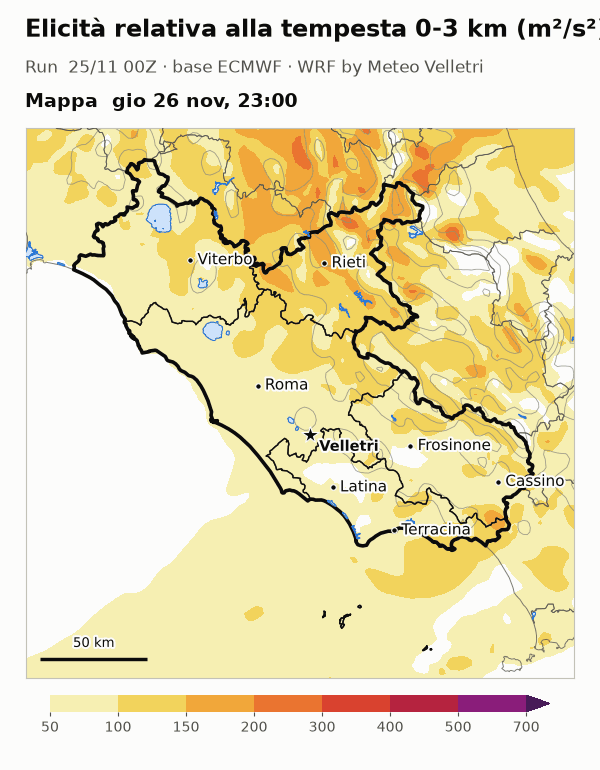 Elicità relativa alla tempesta 0-3 km (m²/s²)
Run  25/11 00Z · base ECMWF · WRF by Meteo Velletri
Mappa  gio 26 nov, 23:00
Viterbo
Rieti
Roma
Velletri
Frosinone
Latina
Cassino
Terracina
50 km
50 100 150 200 300 400 500 700